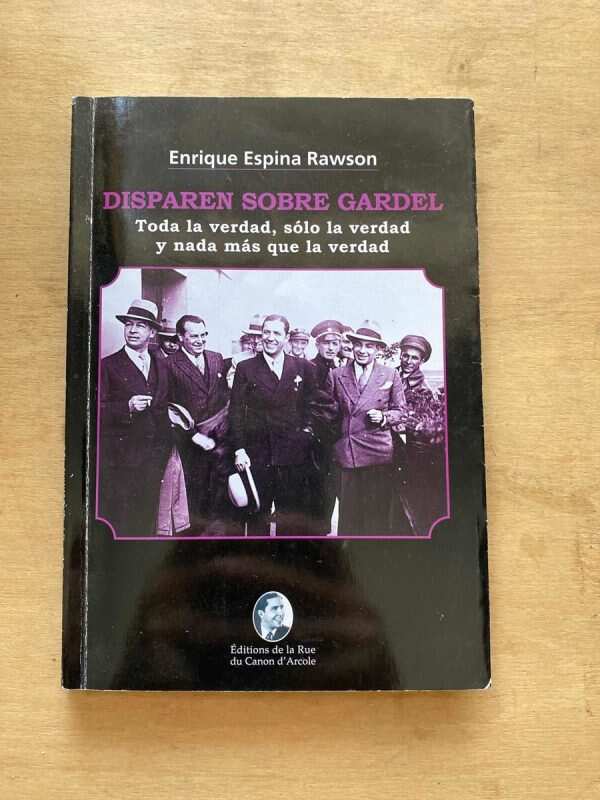 Enrique Espina Rawson
DISPAREN SOBRE GARDEL
Toda la verdad, sólo la verdad
y nada más que la verdad
Éditions de la Rue
du Canon d'Arcole